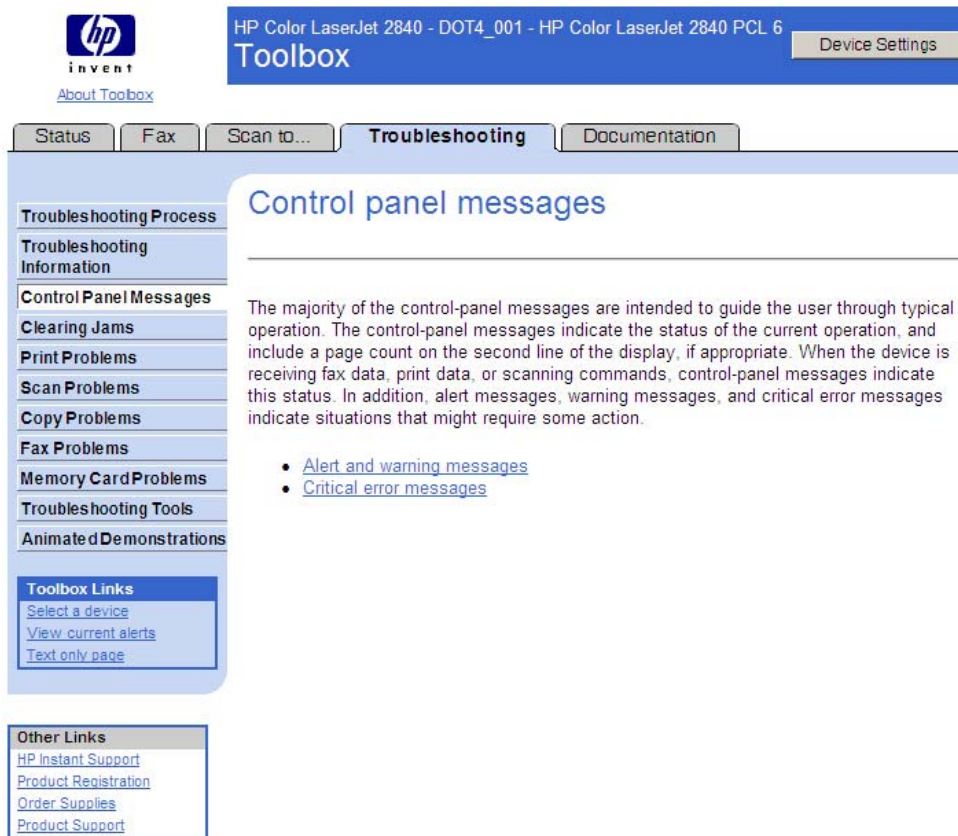 hp
invent
About Toolbox
HP Color LaserJet 2840 - DOT4_001 - HP Color LaserJet 2840 PCL 6
Toolbox
Device Settings
Status
Fax
Scan to...
Troubleshooting
Documentation
Troubleshooting Process
Troubleshooting
Information
Control Panel Messages
Clearing Jams
Print Problems
Scan Problems
Copy Problems
Fax Problems
Memory Card Problems
Troubleshooting Tools
Animated Demonstrations
Toolbox Links
Select a device
View current alerts
Text only page
Other Links
HP Instant Support
Product Registration
Order Supplies
Product Support
Control panel messages
The majority of the control-panel messages are intended to guide the user through typical
operation. The control-panel messages indicate the status of the current operation, and
include a page count on the second line of the display, if appropriate. When the device is
receiving fax data, print data, or scanning commands, control-panel messages indicate
this status. In addition, alert messages, warning messages, and critical error messages
indicate situations that might require some action.
• Alert and warning messages
• Critical error messages